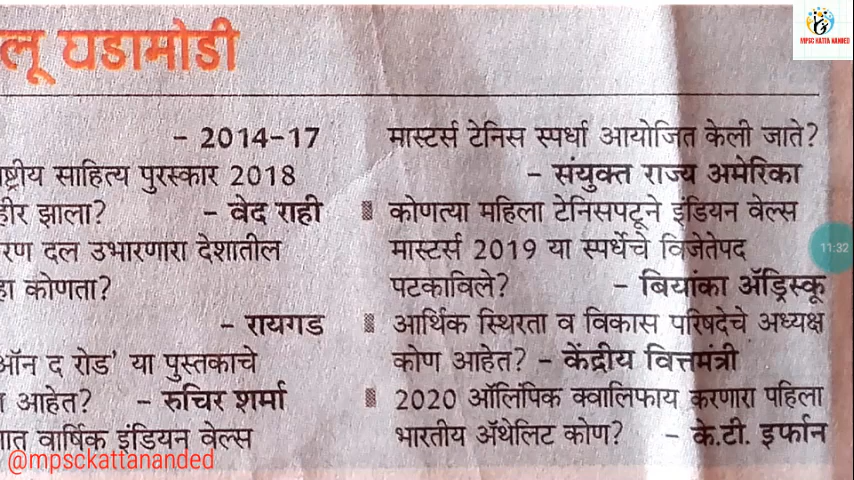 लू घडामोडी
- 2014-17
ष्ट्रीय साहित्य पुरस्कार 2018
हीर झाला? - वेद राही
रण दल उभारणारा देशातील
हा कोणता?
- रायगड
ऑन द रोड' या पुस्तकाचे
आहेत? - रुचिर शर्मा
ात वार्षिक इंडियन वेल्स
मास्टर्स टेनिस स्पर्धा आयोजित केली जाते?
- संयुक्त राज्य अमेरिका
कोणत्या महिला टेनिसपटूने इंडियन वेल्स
मास्टर्स 2019 या स्पर्धेचे विजेतेपद
पटकाविले? - बियांका ॲंड्रिस्कू
आर्थिक स्थिरता व विकास परिषदेचे अध्यक्ष
कोण आहेत? - केंद्रीय वित्तमंत्री
2020 ऑलिंपिक क्वालिफाय करणारा पहिला
भारतीय ॲथेलिट कोण? - के.टी. इर्फान
@mpsckattananded
MPSC KATTA NANDED
11:32